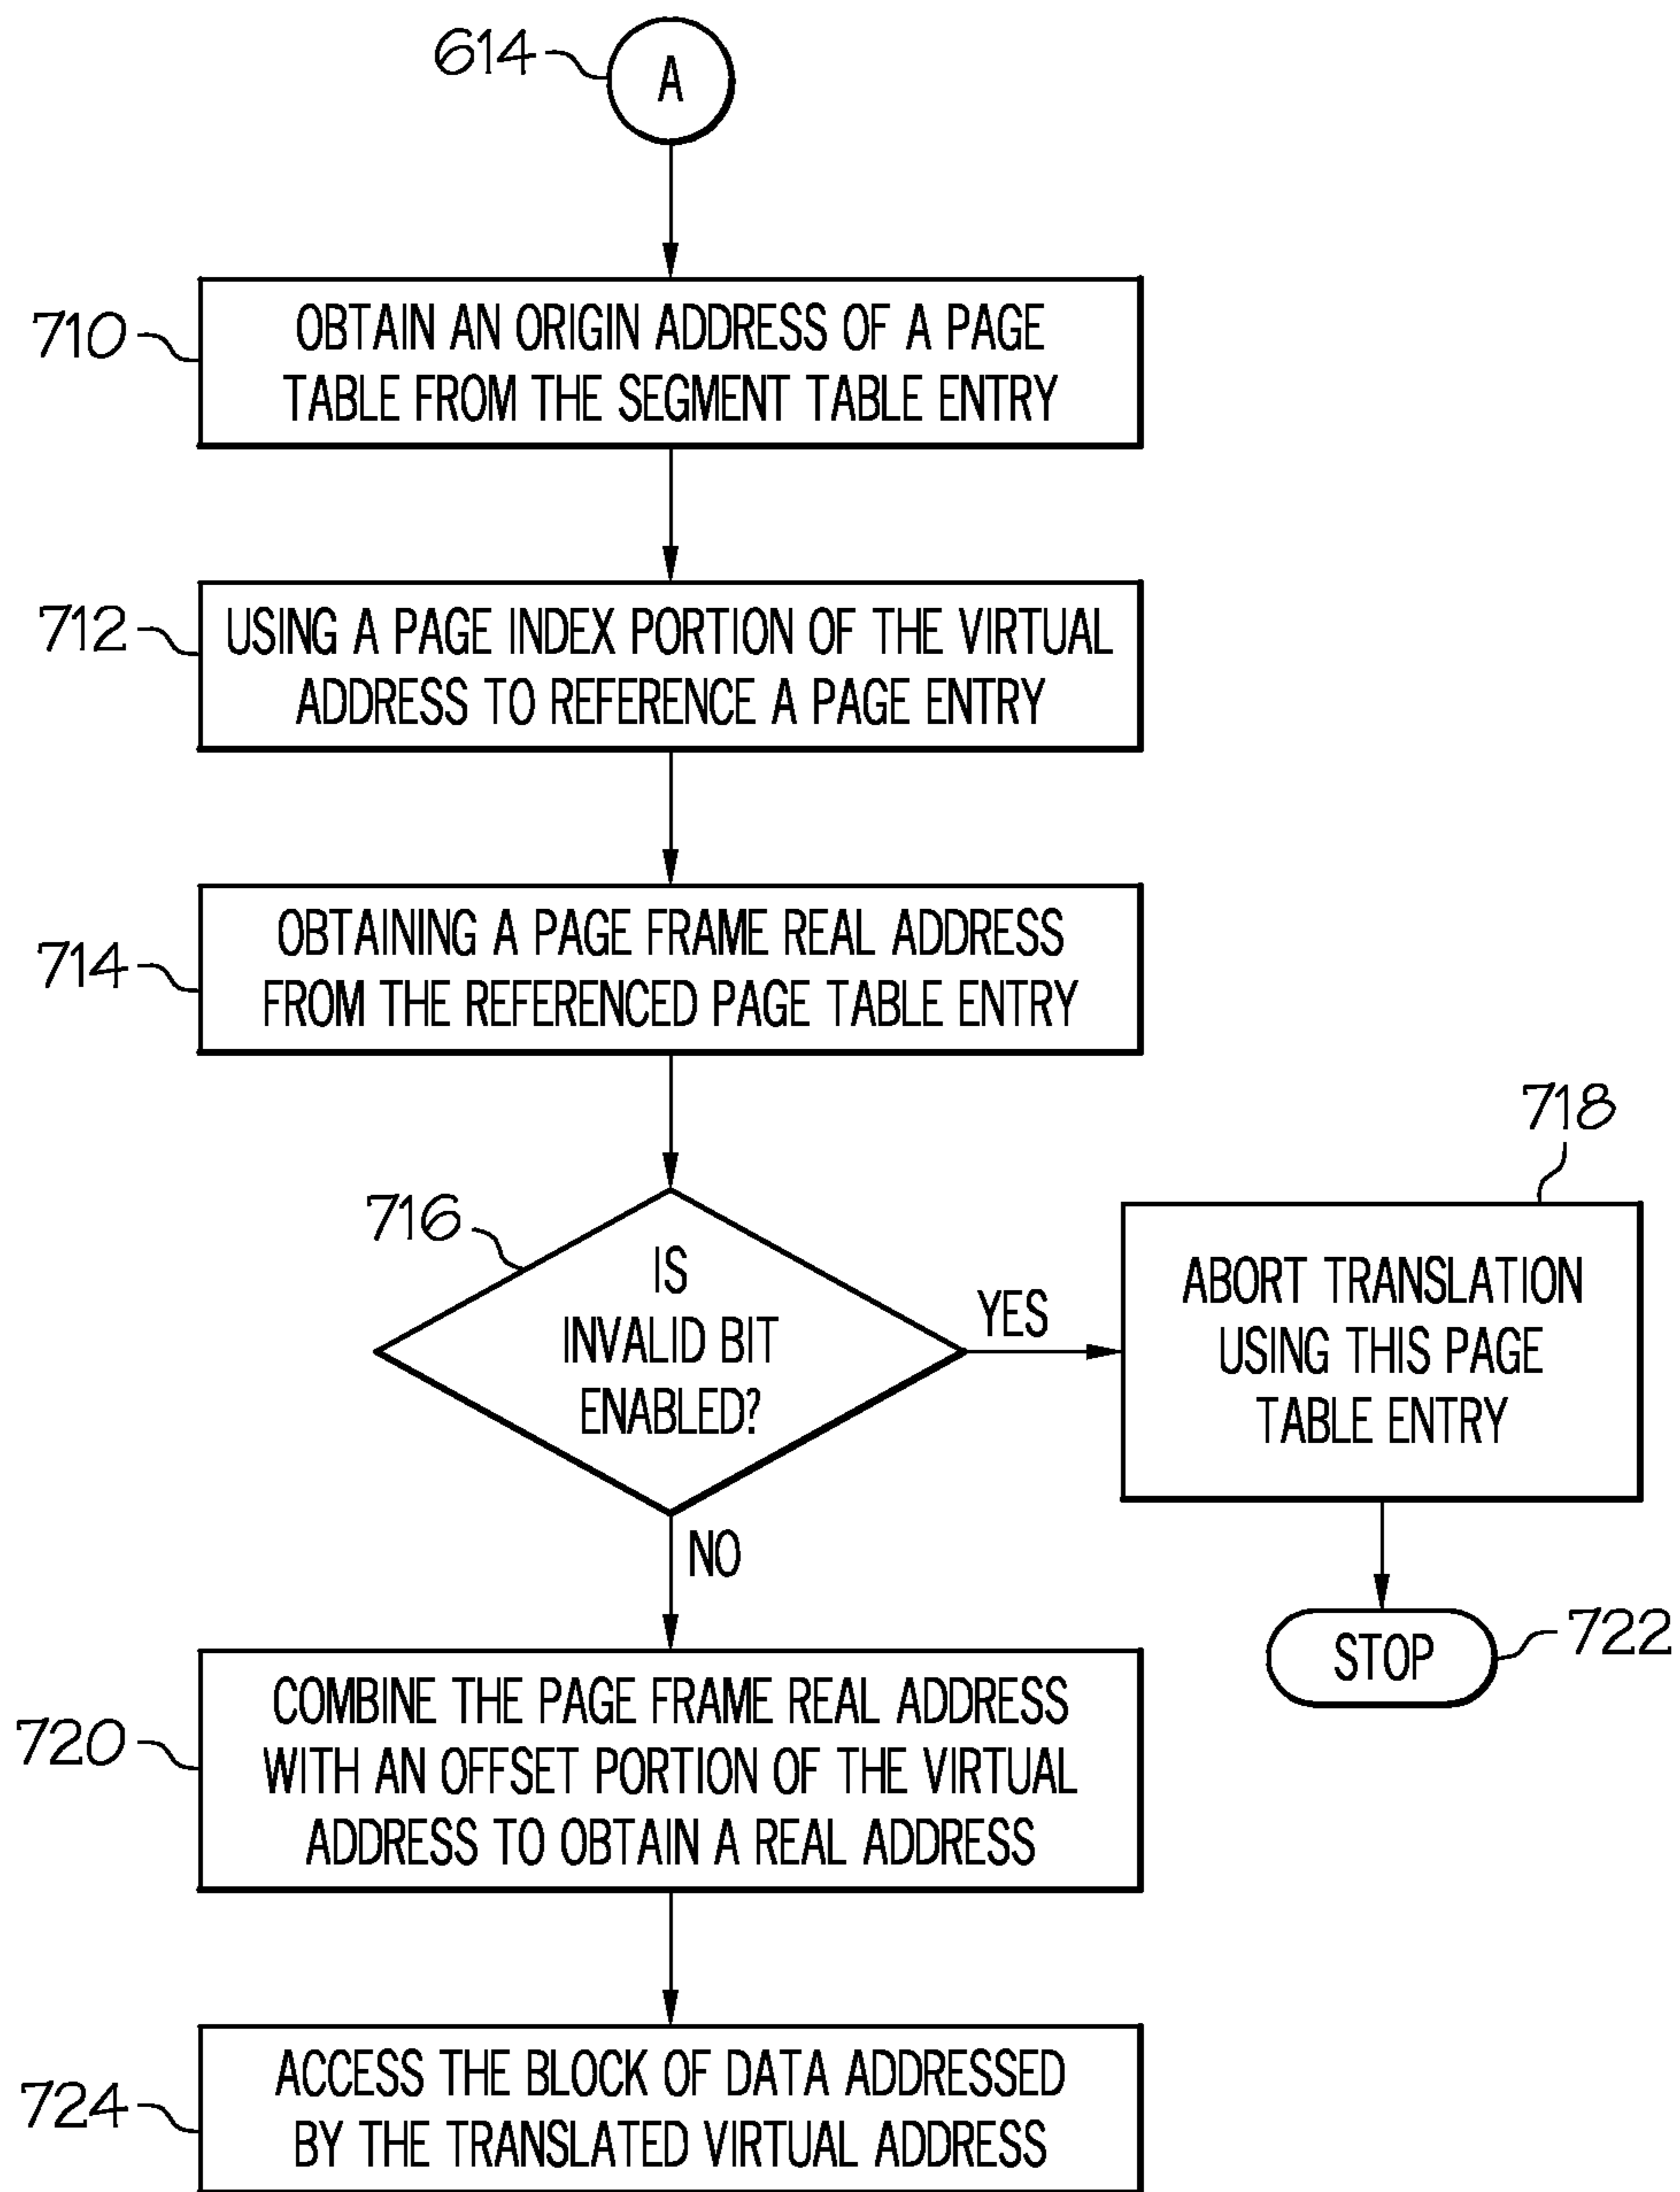 614
A
710
OBTAIN AN ORIGIN ADDRESS OF A PAGE
TABLE FROM THE SEGMENT TABLE ENTRY
712
USING A PAGE INDEX PORTION OF THE VIRTUAL
ADDRESS TO REFERENCE A PAGE ENTRY
714
OBTAINING A PAGE FRAME REAL ADDRESS
FROM THE REFERENCED PAGE TABLE ENTRY
716
IS
INVALID BIT
ENABLED?
YES
718
ABORT TRANSLATION
USING THIS PAGE
TABLE ENTRY
STOP
722
NO
720
COMBINE THE PAGE FRAME REAL ADDRESS
WITH AN OFFSET PORTION OF THE VIRTUAL
ADDRESS TO OBTAIN A REAL ADDRESS
724
ACCESS THE BLOCK OF DATA ADDRESSED
BY THE TRANSLATED VIRTUAL ADDRESS